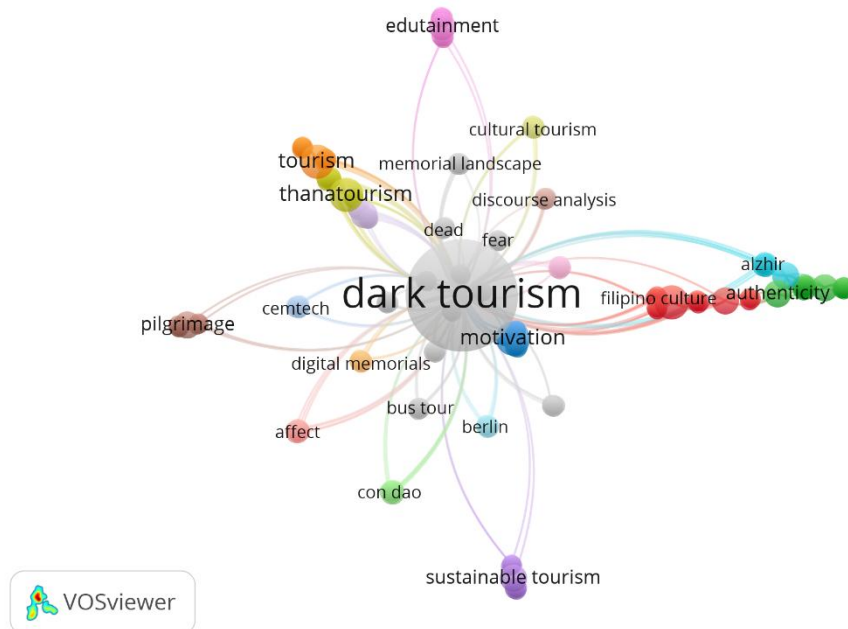 edutainment
cultural tourism
tourism
memorial landscape
thanatourism
discourse analysis
dead
fear
alzhir
dark tourism
filipino culture
authenticity
cemtech
pilgrimage
motivation
digital memorials
bus tour
berlin
affect
con dao
sustainable tourism
VOSviewer